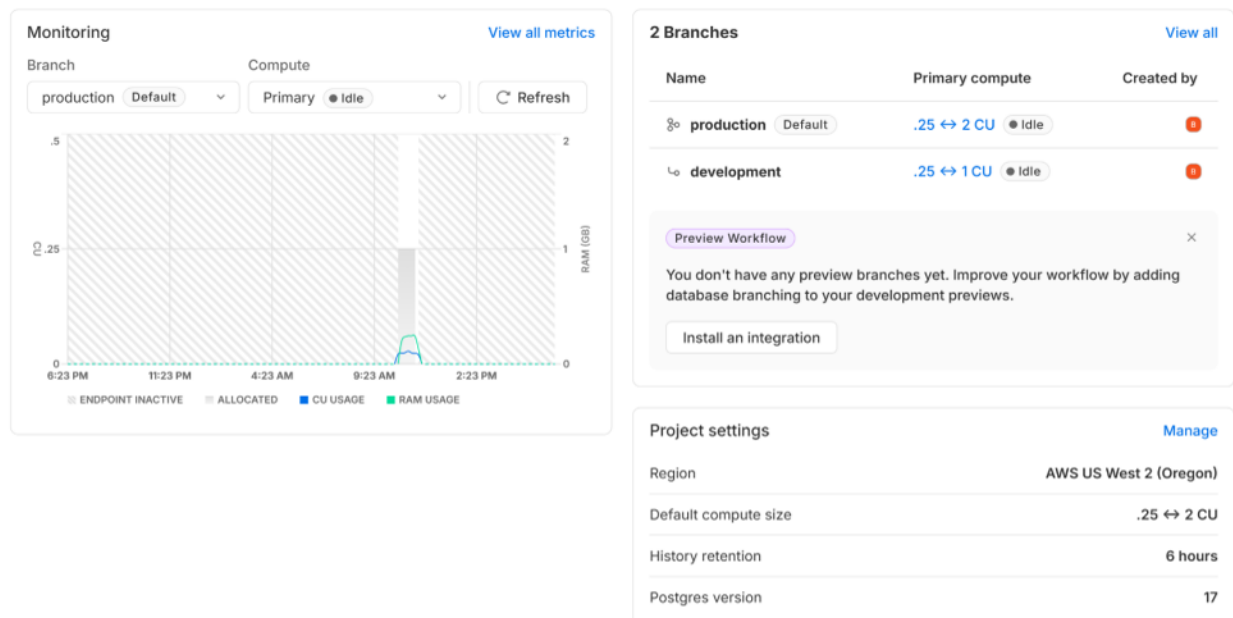 Monitoring
View all metrics
Branch
Compute
production Default
Primary Idle
Refresh
.5
2
CU
.25
1
RAM (GB)
0
0
6:23 PM 11:23 PM 4:23 AM 9:23 AM 2:23 PM
ENDPOINT INACTIVE ALLOCATED CU USAGE RAM USAGE
2 Branches
View all
Name Primary compute Created by
production Default .25 ↔ 2 CU Idle
development .25 ↔ 1 CU Idle
Preview Workflow
You don't have any preview branches yet. Improve your workflow by adding
database branching to your development previews.
Install an integration
Project settings
Manage
Region AWS US West 2 (Oregon)
Default compute size .25 ↔ 2 CU
History retention 6 hours
Postgres version 17